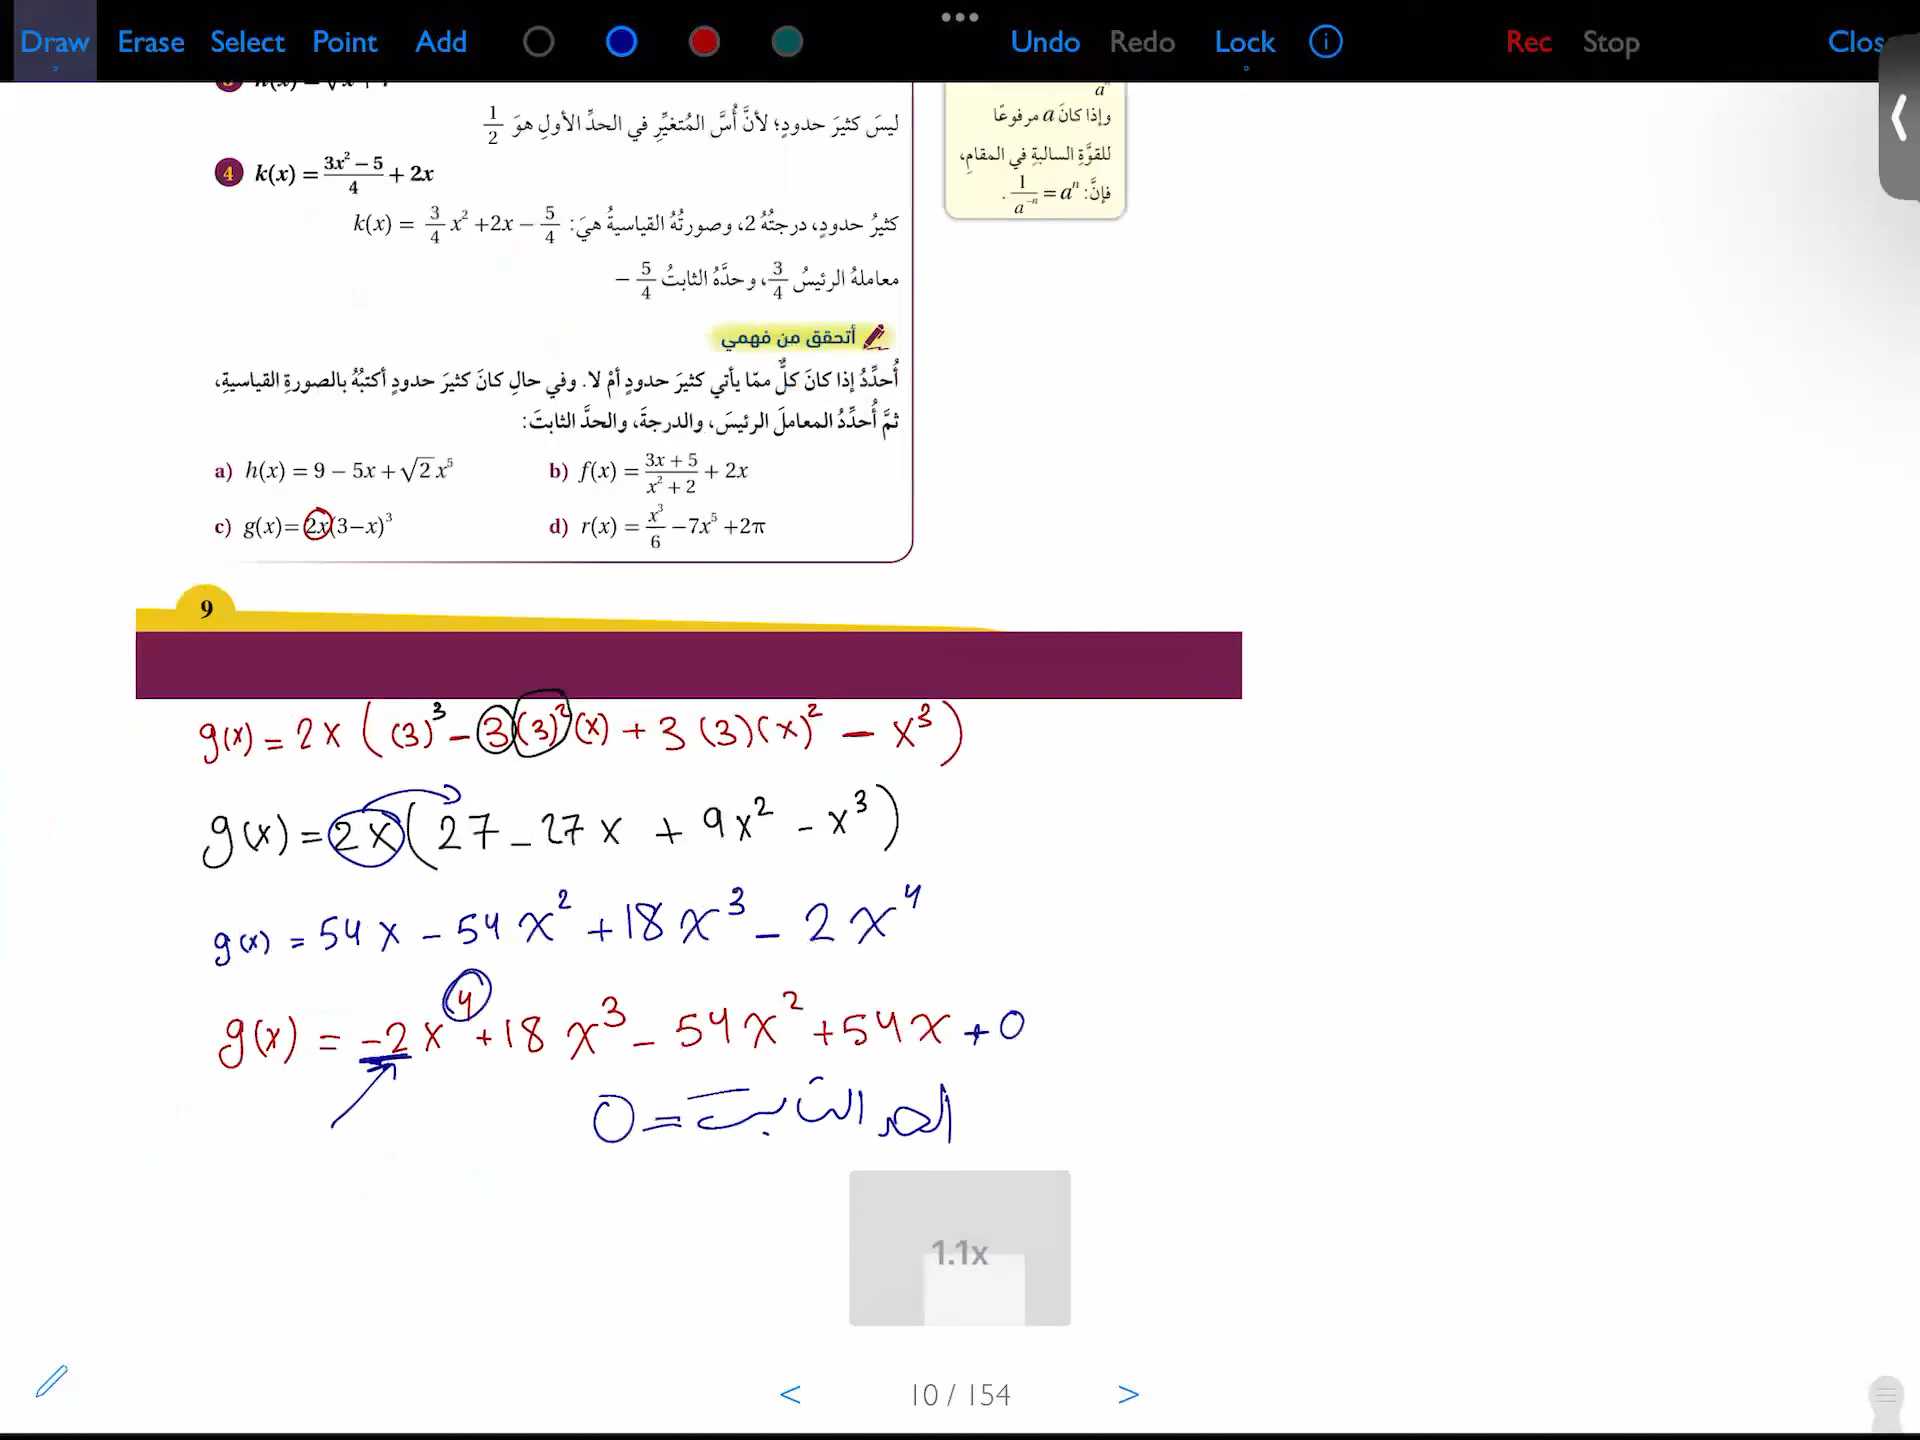 Draw Erase Select Point Add Undo Redo Lock Rec Stop Clos
ليسَ كثيرَ حدودٍ؛ لأنَّ أُسَّ المُتغيِّرِ في الحدِّ الأولِ هوَ 1/2
4 k(x) = (3x² − 5)/4 + 2x
كثيرُ حدودٍ، درجتُهُ 2، وصورتُهُ القياسيةُ هيَ: k(x) = 3/4 x² +2x − 5/4
معاملهُ الرئيسُ 3/4، وحدَّهُ الثابتُ 5/4 −
أتحقق من فهمي
أُحدِّدُ إذا كانَ كلٌّ ممّا يأتي كثيرَ حدودٍ أمْ لا. وفي حالِ كانَ كثيرَ حدودٍ أكتبُهُ بالصورةِ القياسيةِ،
ثمَّ أُحدِّدُ المعاملَ الرئيسَ، والدرجةَ، والحدَّ الثابتَ:
a) h(x) = 9 − 5x + √2 x⁵
b) f(x) = (3x + 5)/(x² + 2) + 2x
c) g(x)= 2x(3−x)³
d) r(x) = x³/6 −7x⁵ +2π
وإذا كانَ a مرفوعًا
للقوَّةِ السالبةِ في المقامِ،
فإنَّ: 1/a⁻ⁿ = aⁿ .
9
g(x) = 2x ( (3)³ − 3 (3)² (x) + 3 (3) (x)² − x³ )
g(x) = 2x ( 27 − 27x + 9x² − x³ )
g(x) = 54x − 54x² + 18x³ − 2x⁴
g(x) = −2x⁴ + 18x³ − 54x² + 54x + 0
الحد الثابت = 0
1.1x
< 10 / 154 >